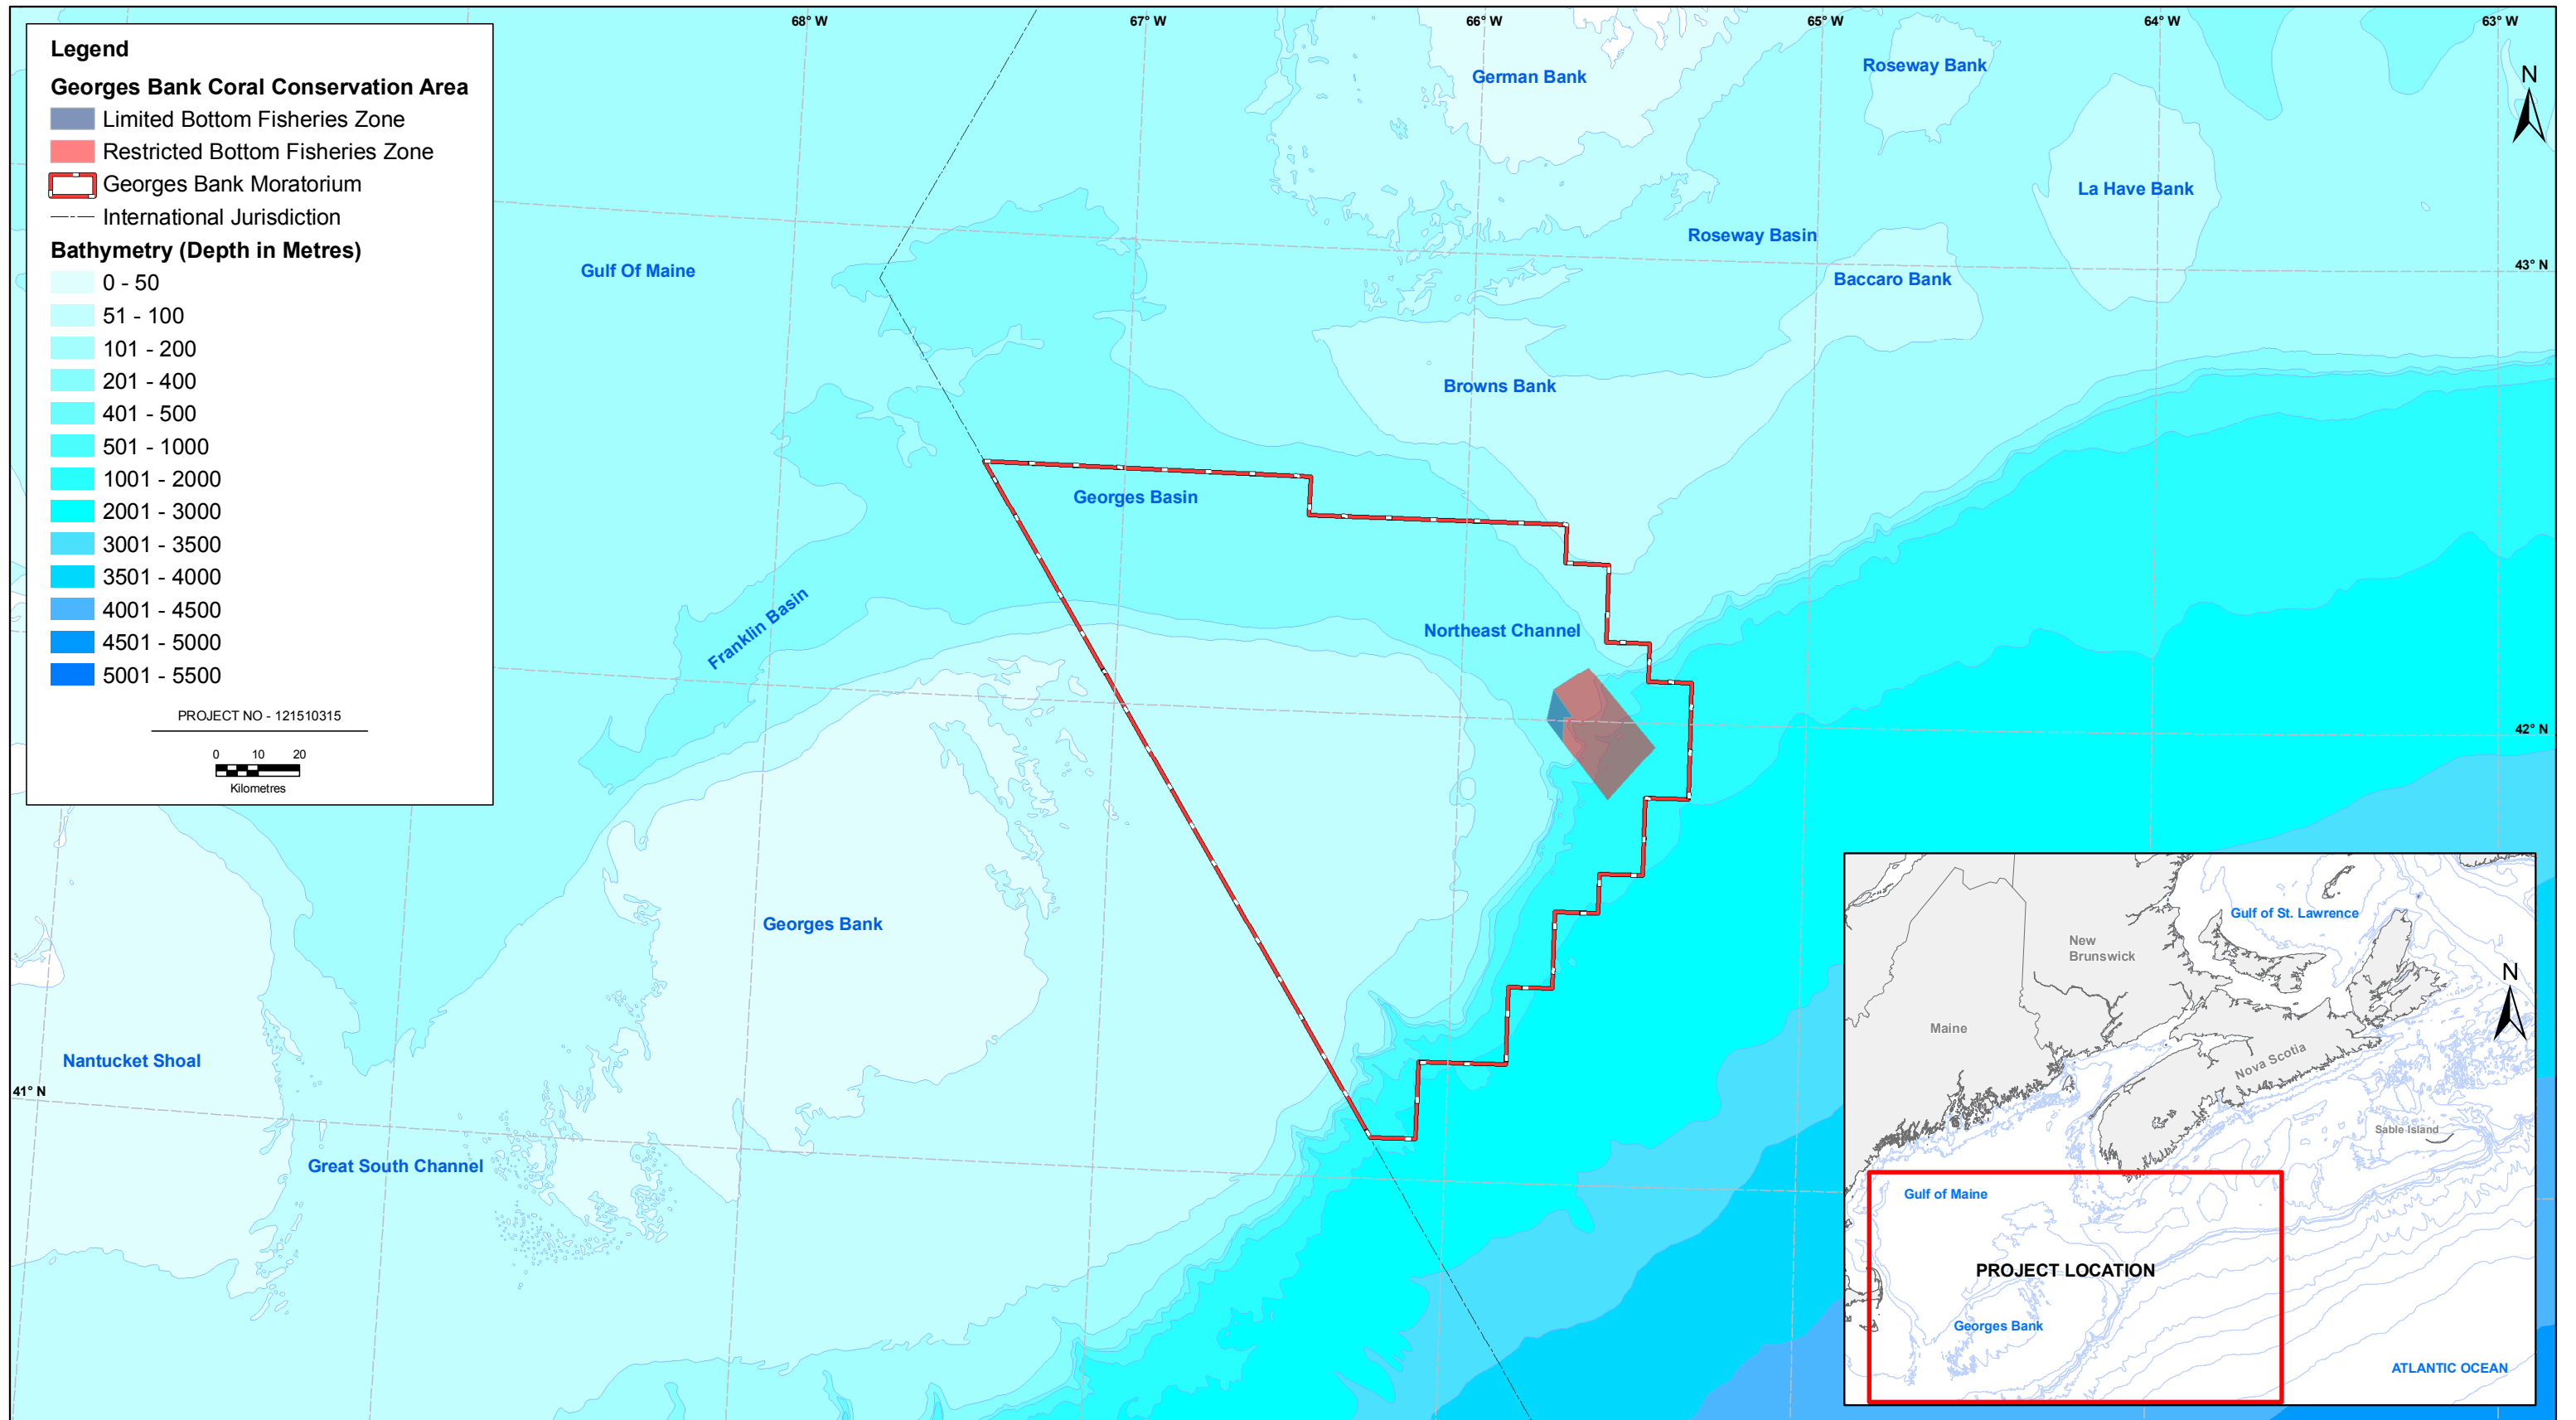 68° W
67° W
66° W
65° W
64° W
63° W
Legend
Georges Bank Coral Conservation Area
Limited Bottom Fisheries Zone
Restricted Bottom Fisheries Zone
Georges Bank Moratorium
International Jurisdiction
Bathymetry (Depth in Metres)
0 - 50
51 - 100
101 - 200
201 - 400
401 - 500
501 - 1000
1001 - 2000
2001 - 3000
3001 - 3500
3501 - 4000
4001 - 4500
4501 - 5000
5001 - 5500
PROJECT NO - 121510315
0 10 20
Kilometres
German Bank
Roseway Bank
N
La Have Bank
Roseway Basin
Gulf Of Maine
43° N
Baccaro Bank
Browns Bank
Georges Basin
Franklin Basin
Northeast Channel
42° N
Georges Bank
Nantucket Shoal
41° N
Great South Channel
Gulf of St. Lawrence
New
Brunswick
N
Maine
Nova Scotia
Sable Island
Gulf of Maine
PROJECT LOCATION
Georges Bank
ATLANTIC OCEAN